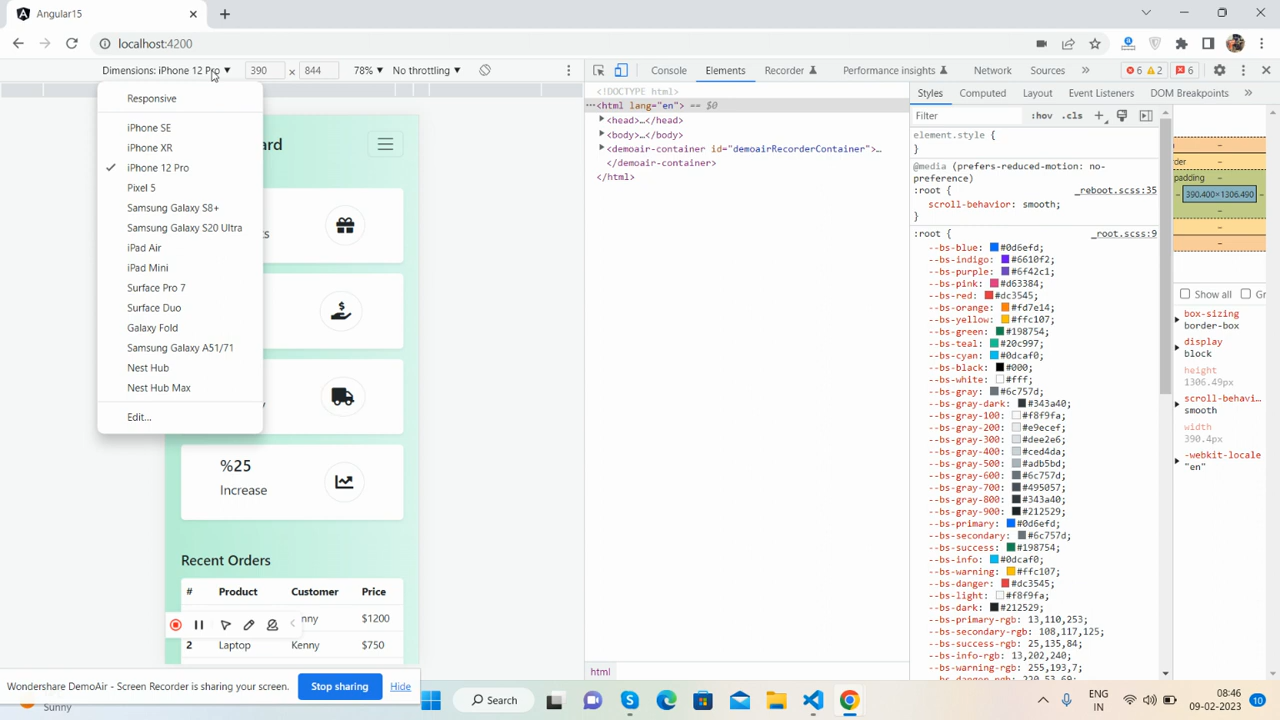 Angular15
localhost:4200
Dimensions: iPhone 12 Pro ▼ 390 × 844 78% ▼ No throttling ▼
Responsive
iPhone SE
iPhone XR
iPhone 12 Pro
Pixel 5
Samsung Galaxy S8+
Samsung Galaxy S20 Ultra
iPad Air
iPad Mini
Surface Pro 7
Surface Duo
Galaxy Fold
Samsung Galaxy A51/71
Nest Hub
Nest Hub Max
Edit...
%25
Increase
Recent Orders
# Product Customer Price
$1200
2 Laptop Kenny $750
Wondershare DemoAir - Screen Recorder is sharing your screen. Stop sharing Hide
Console Elements Recorder Performance insights Network Sources » 6 2 6
<!DOCTYPE html>
<html lang="en"> == $0
<head>…</head>
<body>…</body>
<demoair-container id="demoairRecorderContainer">…
</demoair-container>
</html>
html
Styles Computed Layout Event Listeners DOM Breakpoints »
Filter :hov .cls
element.style {
}
@media (prefers-reduced-motion: no-
preference)
:root { _reboot.scss:35
scroll-behavior: smooth;
}
:root { _root.scss:9
--bs-blue: #0d6efd;
--bs-indigo: #6610f2;
--bs-purple: #6f42c1;
--bs-pink: #d63384;
--bs-red: #dc3545;
--bs-orange: #fd7e14;
--bs-yellow: #ffc107;
--bs-green: #198754;
--bs-teal: #20c997;
--bs-cyan: #0dcaf0;
--bs-black: #000;
--bs-white: #fff;
--bs-gray: #6c757d;
--bs-gray-dark: #343a40;
--bs-gray-100: #f8f9fa;
--bs-gray-200: #e9ecef;
--bs-gray-300: #dee2e6;
--bs-gray-400: #ced4da;
--bs-gray-500: #adb5bd;
--bs-gray-600: #6c757d;
--bs-gray-700: #495057;
--bs-gray-800: #343a40;
--bs-gray-900: #212529;
--bs-primary: #0d6efd;
--bs-secondary: #6c757d;
--bs-success: #198754;
--bs-info: #0dcaf0;
--bs-warning: #ffc107;
--bs-danger: #dc3545;
--bs-light: #f8f9fa;
--bs-dark: #212529;
--bs-primary-rgb: 13,110,253;
--bs-secondary-rgb: 108,117,125;
--bs-success-rgb: 25,135,84;
--bs-info-rgb: 13,202,240;
--bs-warning-rgb: 255,193,7;
padding
390.400×1306.490
Show all
box-sizing
border-box
display
block
height
1306.49px
scroll-behavi…
smooth
width
390.4px
-webkit-locale
"en"
Sunny
Search
ENG
IN
08:46
09-02-2023
10